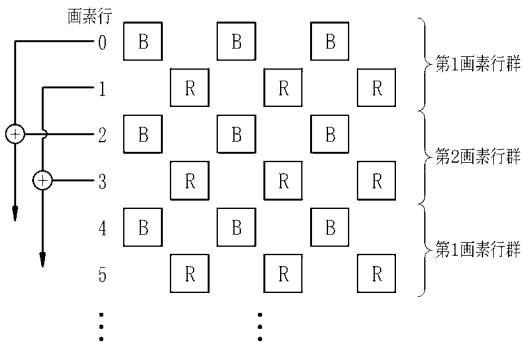 画素行
0 B B B
第1画素行群
1 R R R
+ 2 B B B
第2画素行群
+ 3 R R R
4 B B B
第1画素行群
5 R R R